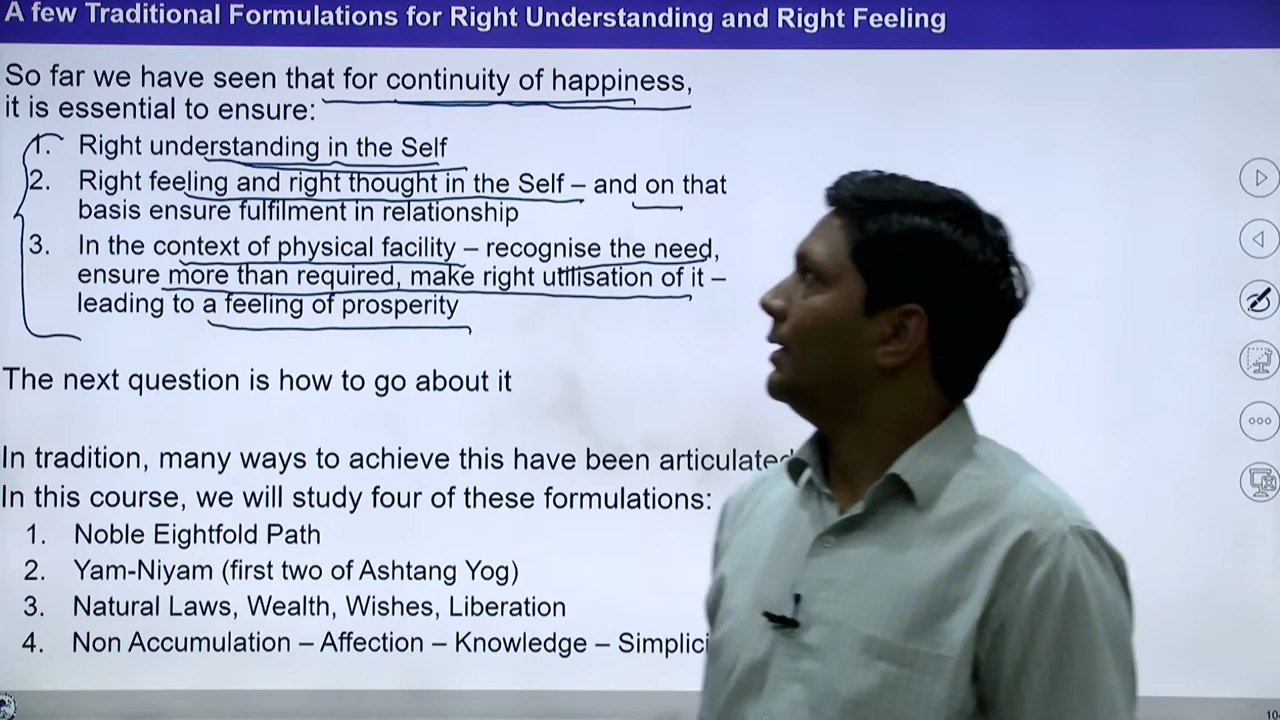 A few Traditional Formulations for Right Understanding and Right Feeling
So far we have seen that for continuity of happiness,
it is essential to ensure:
1. Right understanding in the Self
2. Right feeling and right thought in the Self – and on that
basis ensure fulfilment in relationship
3. In the context of physical facility – recognise the need,
ensure more than required, make right utilisation of it –
leading to a feeling of prosperity
The next question is how to go about it
In tradition, many ways to achieve this have been articulated
In this course, we will study four of these formulations:
1. Noble Eightfold Path
2. Yam-Niyam (first two of Ashtang Yog)
3. Natural Laws, Wealth, Wishes, Liberation
4. Non Accumulation – Affection – Knowledge –